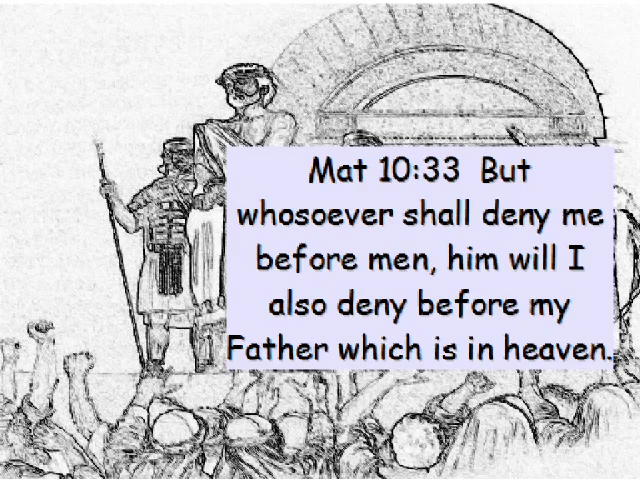 Mat 10:33  But
whosoever shall deny me
before men, him will I
also deny before my
Father which is in heaven.